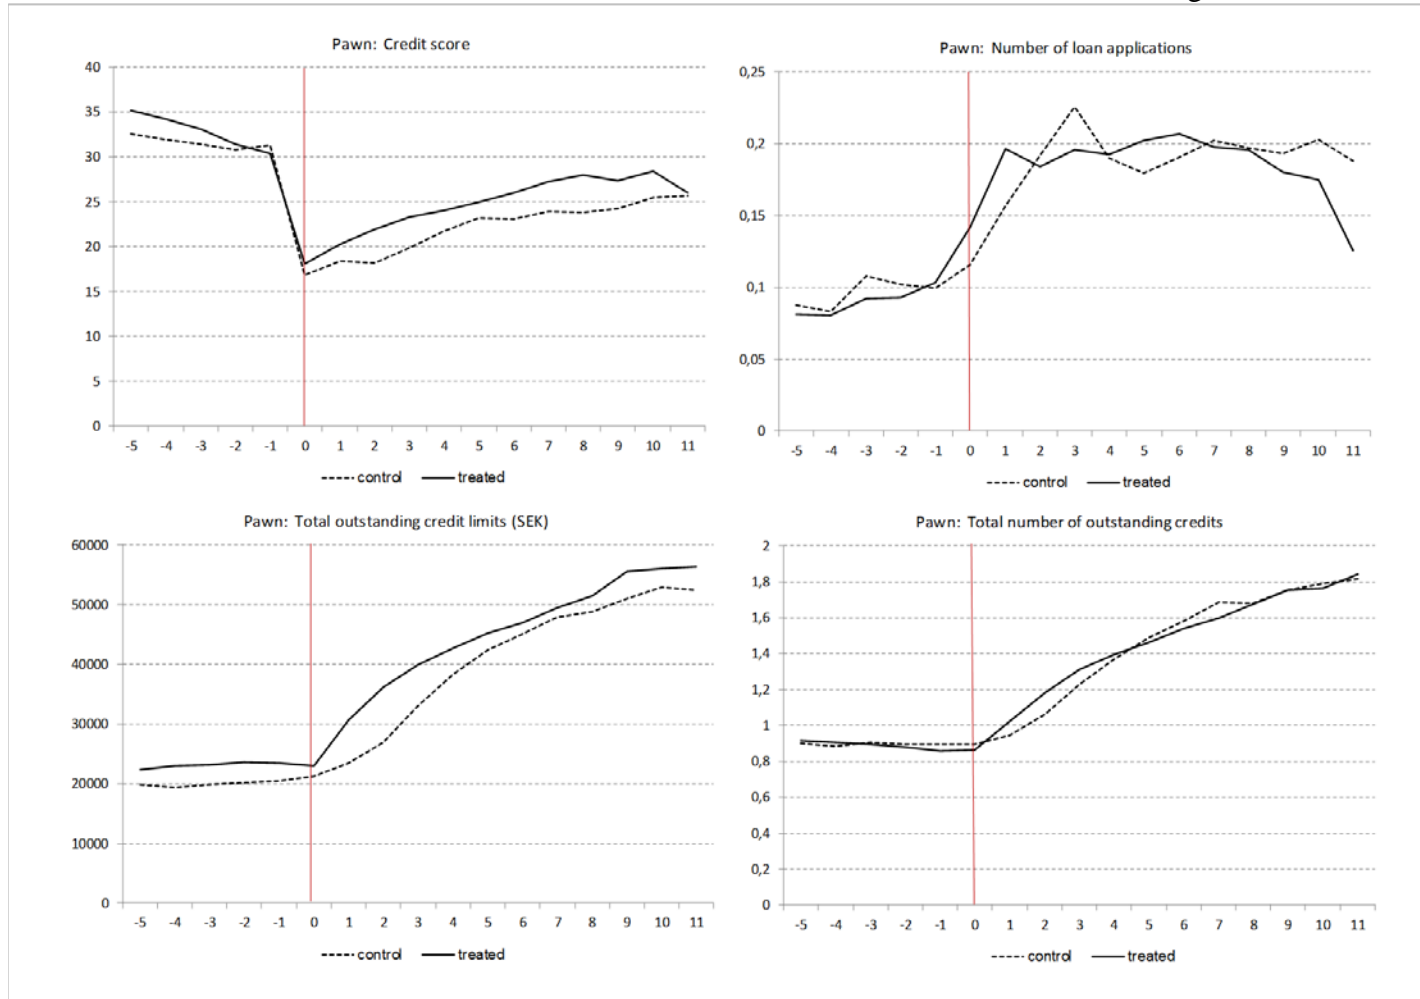 Pawn: Credit score
40
35
30
25
20
15
10
5
0
-5 -4 -3 -2 -1 0 1 2 3 4 5 6 7 8 9 10 11
control treated
Pawn: Number of loan applications
0,25
0,2
0,15
0,1
0,05
0
-5 -4 -3 -2 -1 0 1 2 3 4 5 6 7 8 9 10 11
control treated
Pawn: Total outstanding credit limits (SEK)
60000
50000
40000
30000
20000
10000
0
-5 -4 -3 -2 -1 0 1 2 3 4 5 6 7 8 9 10 11
control treated
Pawn: Total number of outstanding credits
2
1,8
1,6
1,4
1,2
1
0,8
0,6
0,4
0,2
0
-5 -4 -3 -2 -1 0 1 2 3 4 5 6 7 8 9 10 11
control treated